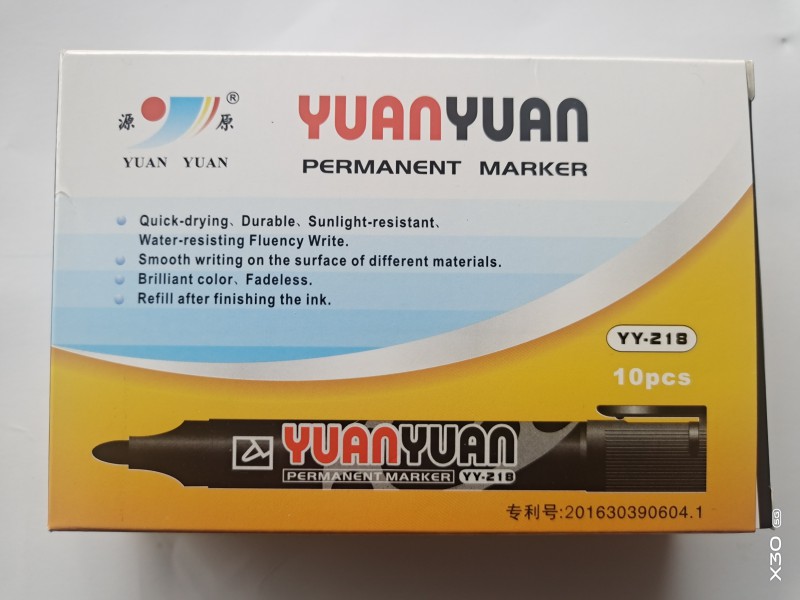 源 原 ®
YUAN YUAN
YUANYUAN
PERMANENT MARKER
Quick-drying、Durable、Sunlight-resistant、
Water-resisting Fluency Write.
Smooth writing on the surface of different materials.
Brilliant color、Fadeless.
Refill after finishing the ink.
YY-218
10pcs
YUANYUAN
PERMANENT MARKER YY-218
专利号:201630390604.1
X30 5G